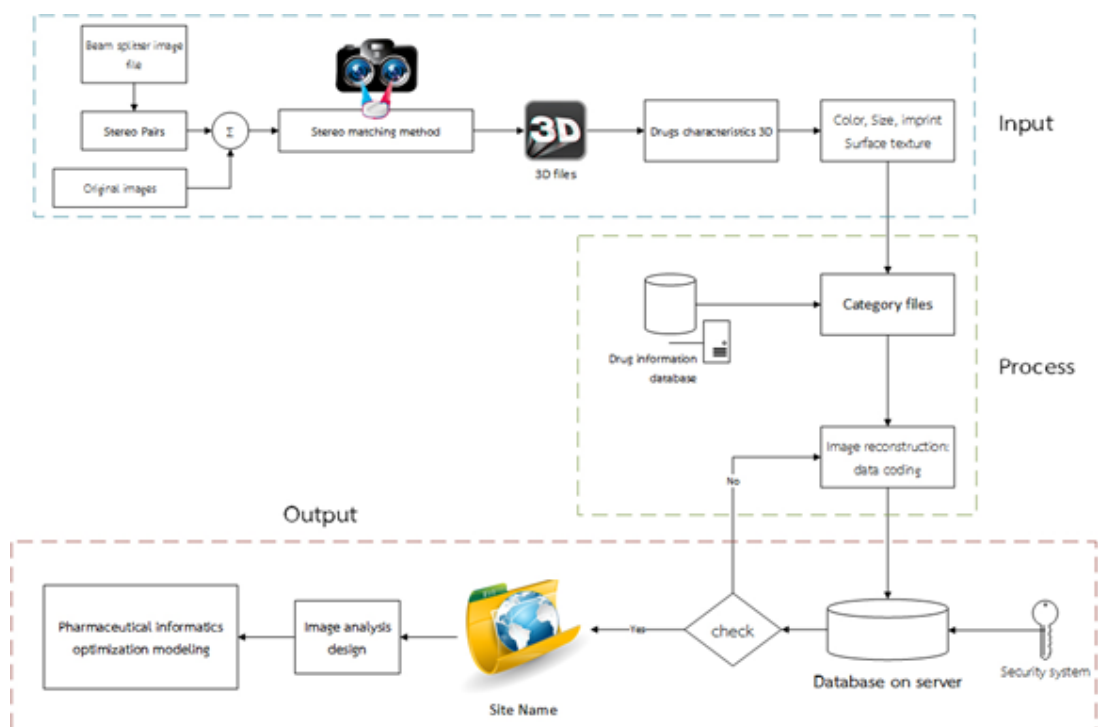 Beam splitter image
file
Stereo Pairs
Σ
Original images
Stereo matching method
3D
3D files
Drugs characteristics 3D
Color, Size, imprint
Surface texture
Input
Drug information
database
Category files
Process
Image reconstruction:
data coding
No
Output
Pharmaceutical informatics
optimization modeling
Image analysis
design
Site Name
Yes
check
Database on server
Security system